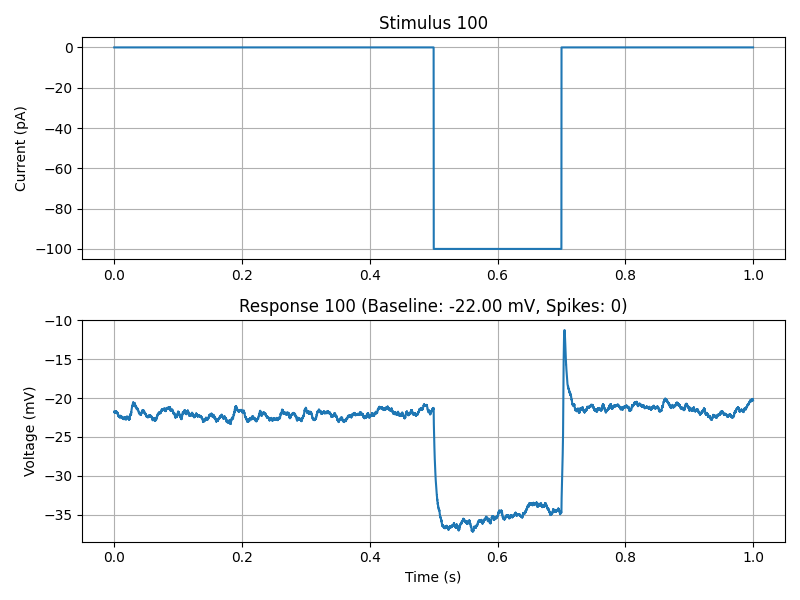 Stimulus 100
Current (pA)
0
−20
−40
−60
−80
−100
0.0 0.2 0.4 0.6 0.8 1.0
Response 100 (Baseline: -22.00 mV, Spikes: 0)
Voltage (mV)
−10
−15
−20
−25
−30
−35
0.0 0.2 0.4 0.6 0.8 1.0
Time (s)